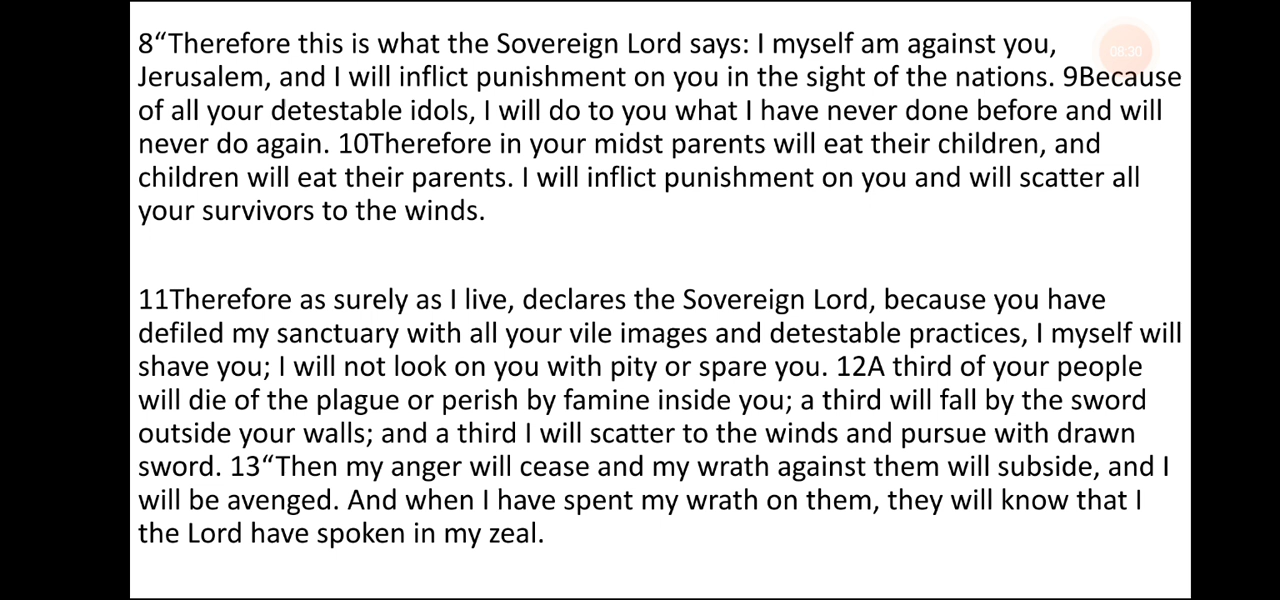 8“Therefore this is what the Sovereign Lord says: I myself am against you,
08:30
Jerusalem, and I will inflict punishment on you in the sight of the nations. 9Because
of all your detestable idols, I will do to you what I have never done before and will
never do again. 10Therefore in your midst parents will eat their children, and
children will eat their parents. I will inflict punishment on you and will scatter all
your survivors to the winds.
11Therefore as surely as I live, declares the Sovereign Lord, because you have
defiled my sanctuary with all your vile images and detestable practices, I myself will
shave you; I will not look on you with pity or spare you. 12A third of your people
will die of the plague or perish by famine inside you; a third will fall by the sword
outside your walls; and a third I will scatter to the winds and pursue with drawn
sword. 13“Then my anger will cease and my wrath against them will subside, and I
will be avenged. And when I have spent my wrath on them, they will know that I
the Lord have spoken in my zeal.